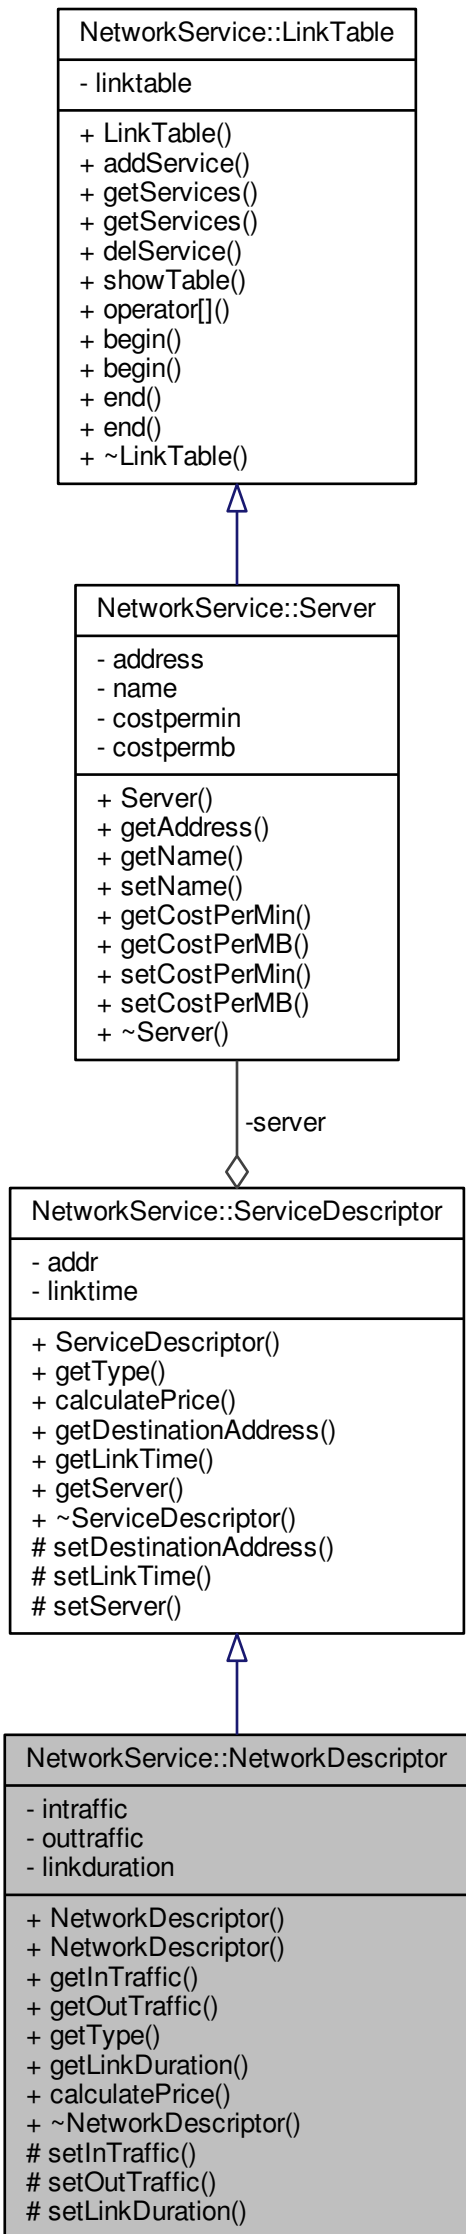 NetworkService::LinkTable
- linktable
+ LinkTable()
+ addService()
+ getServices()
+ getServices()
+ delService()
+ showTable()
+ operator[]()
+ begin()
+ begin()
+ end()
+ end()
+ ~LinkTable()
NetworkService::Server
- address
- name
- costpermin
- costpermb
+ Server()
+ getAddress()
+ getName()
+ setName()
+ getCostPerMin()
+ getCostPerMB()
+ setCostPerMin()
+ setCostPerMB()
+ ~Server()
-server
NetworkService::ServiceDescriptor
- addr
- linktime
+ ServiceDescriptor()
+ getType()
+ calculatePrice()
+ getDestinationAddress()
+ getLinkTime()
+ getServer()
+ ~ServiceDescriptor()
# setDestinationAddress()
# setLinkTime()
# setServer()
NetworkService::NetworkDescriptor
- intraffic
- outtraffic
- linkduration
+ NetworkDescriptor()
+ NetworkDescriptor()
+ getInTraffic()
+ getOutTraffic()
+ getType()
+ getLinkDuration()
+ calculatePrice()
+ ~NetworkDescriptor()
# setInTraffic()
# setOutTraffic()
# setLinkDuration()